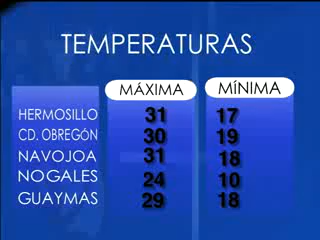 TEMPERATURAS
MÁXIMA MÍNIMA
HERMOSILLO 31 17
CD. OBREGÓN 30 19
NAVOJOA 31 18
NOGALES 24 10
GUAYMAS 29 18